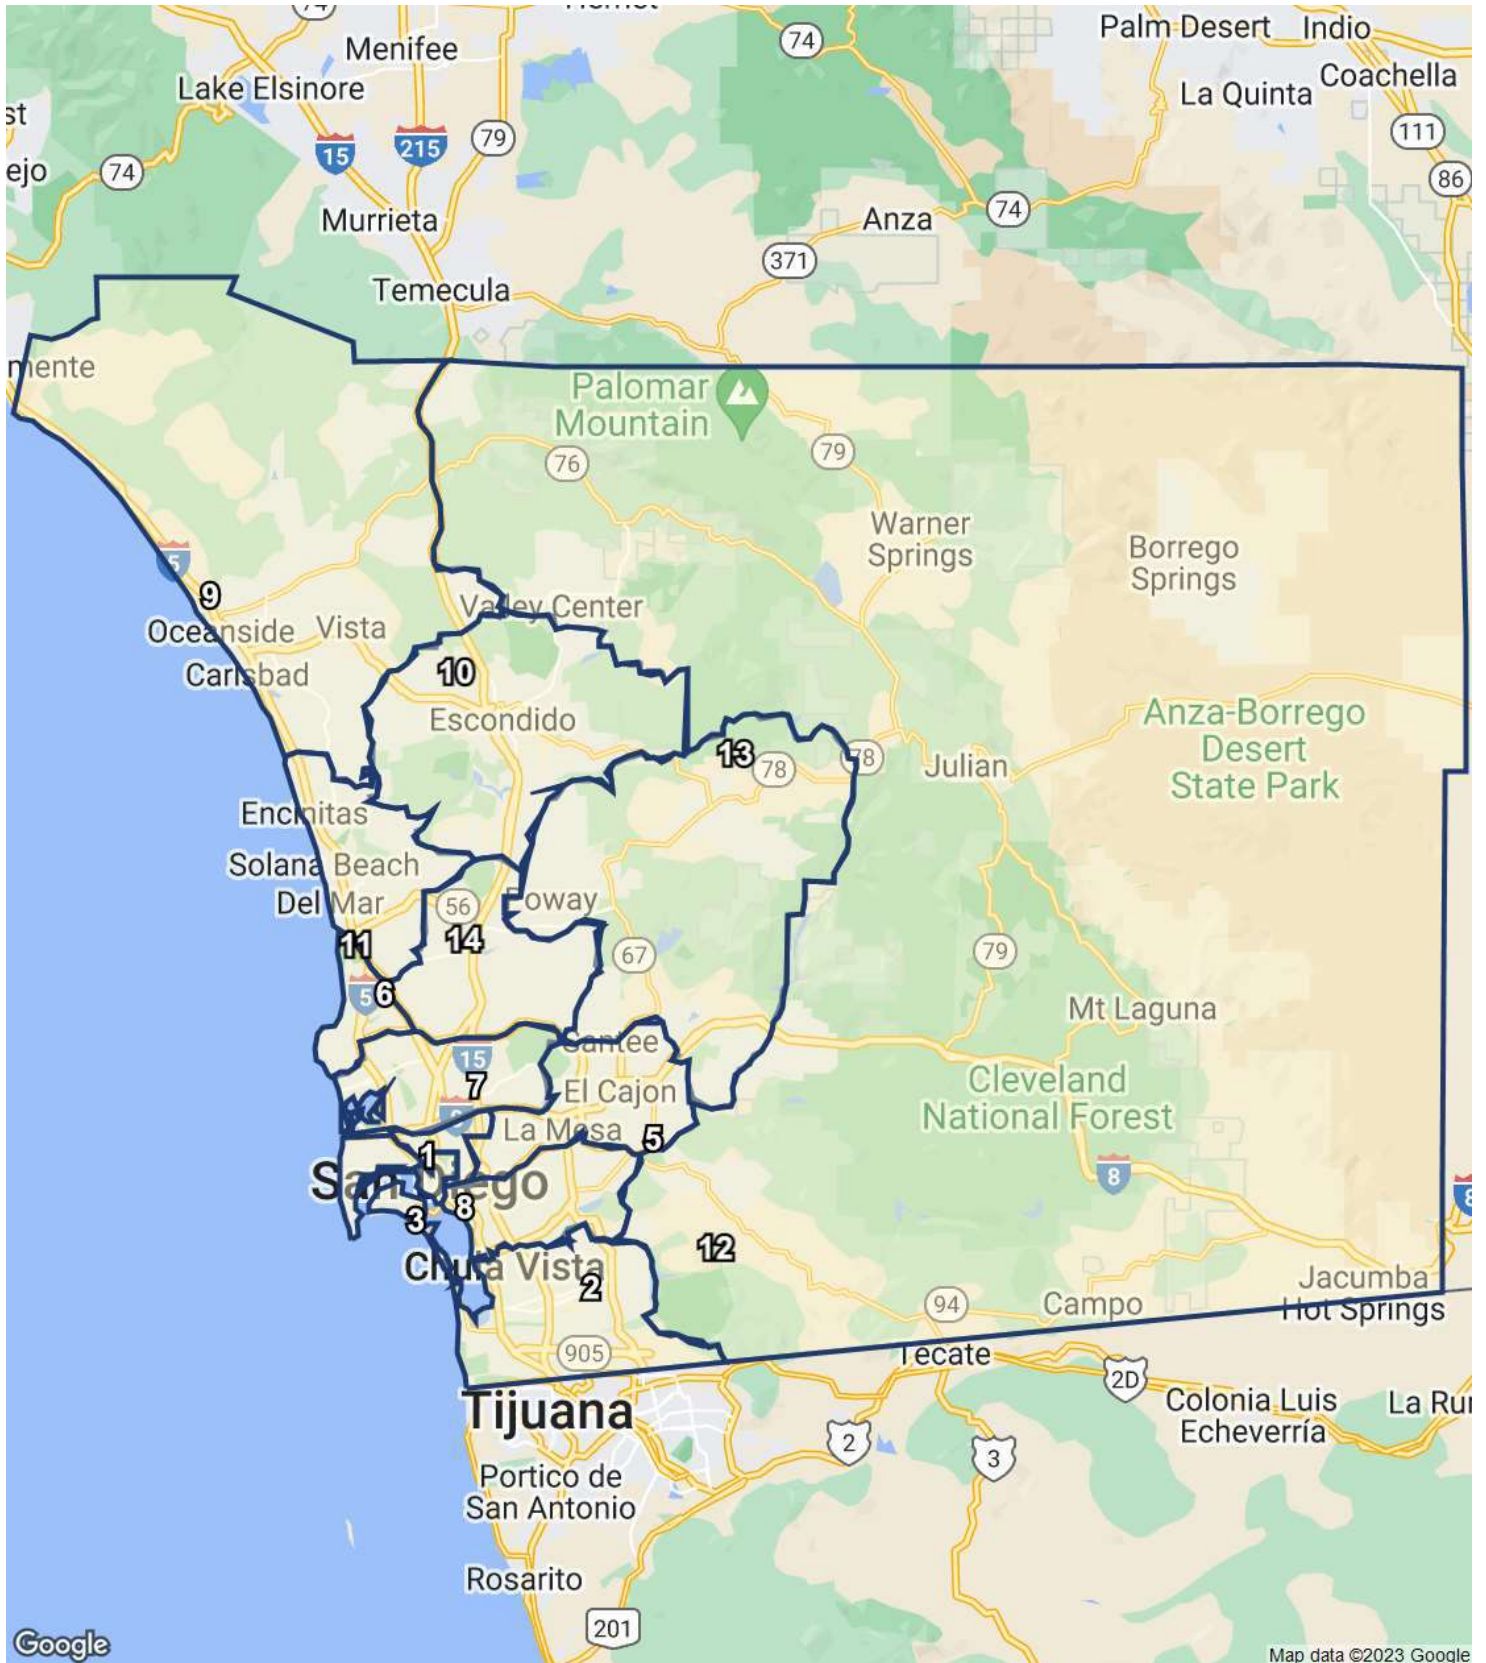 74
Menifee
74
Palm Desert
Indio
Lake Elsinore
Coachella
La Quinta
st
15
215
79
111
ejo
74
86
Murrieta
Anza
74
371
Temecula
mente
Palomar
Mountain
76
79
Warner
Springs
Borrego
Springs
5
9
Valley Center
Oceanside
Vista
Carlsbad
10
Escondido
Anza-Borrego
Desert
State Park
13
78
78
Julian
Encinitas
Solana Beach
Del Mar
56
Poway
11
14
67
79
5
6
Mt Laguna
Santee
15
7
El Cajon
Cleveland
National Forest
8
La Mesa
5
1
San Diego
8
8
8
3
12
Chula Vista
2
Jacumba
Hot Springs
94
Campo
905
Tecate
2D
Tijuana
Colonia Luis
Echeverría
La Rur
2
3
Portico de
San Antonio
Rosarito
201
Google
Map data ©2023 Google